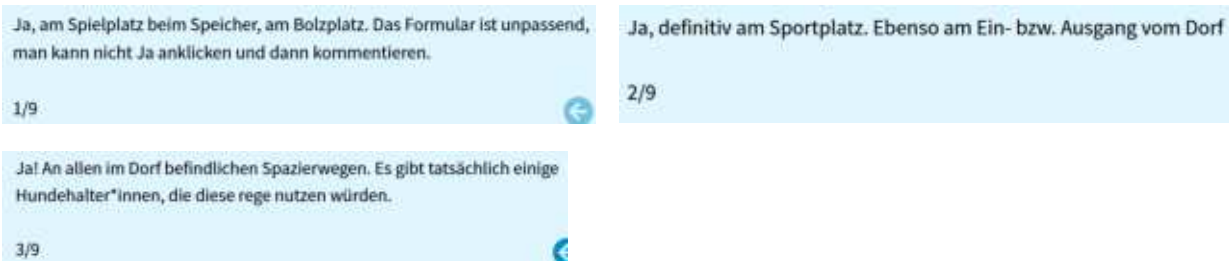 Ja, am Spielplatz beim Speicher, am Bolzplatz. Das Formular ist unpassend,
man kann nicht Ja anklicken und dann kommentieren.
1/9
Ja, definitiv am Sportplatz. Ebenso am Ein- bzw. Ausgang vom Dorf
2/9
Ja! An allen im Dorf befindlichen Spazierwegen. Es gibt tatsächlich einige
Hundehalter*innen, die diese rege nutzen würden.
3/9